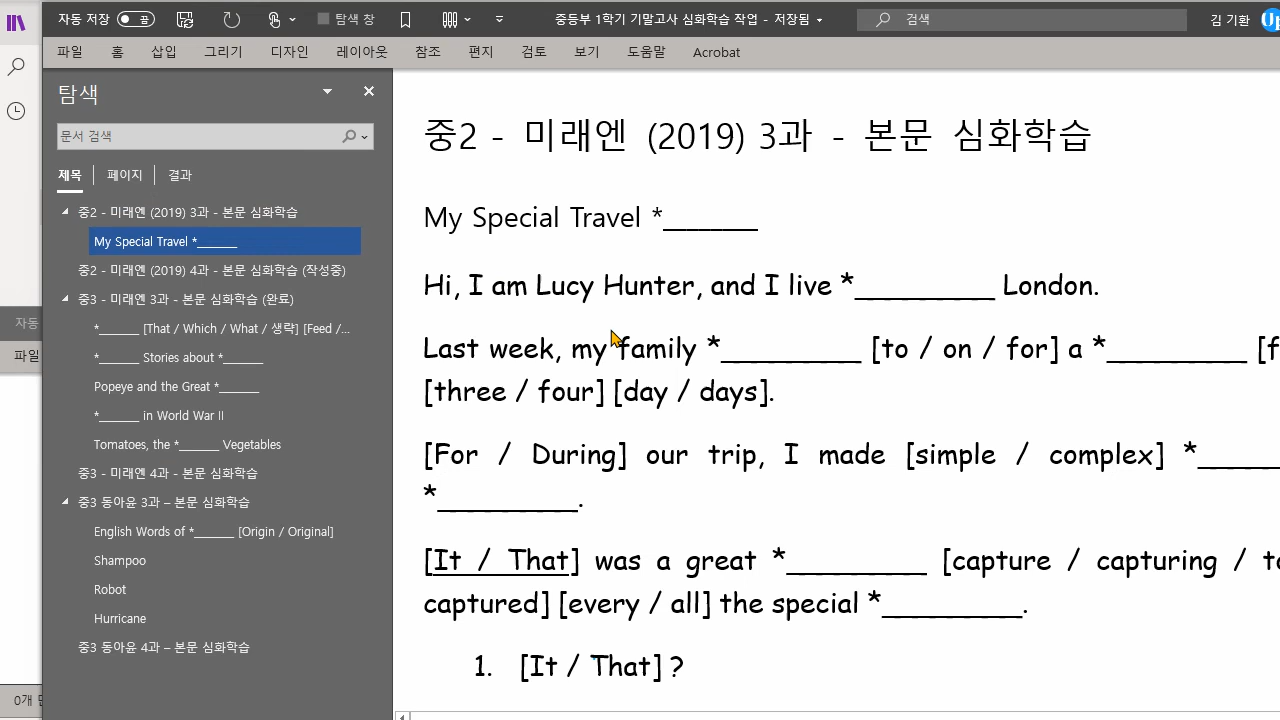 자동 저장 끔 탐색 창 중등부 1학기 기말고사 심화학습 작업 - 저장됨 검색 김 기환
파일 홈 삽입 그리기 디자인 레이아웃 참조 편지 검토 보기 도움말 Acrobat
탐색
문서 검색
제목 페이지 결과
중2 - 미래엔 (2019) 3과 - 본문 심화학습
My Special Travel *_______
중2 - 미래엔 (2019) 4과 - 본문 심화학습 (작성중)
중3 - 미래엔 3과 - 본문 심화학습 (완료)
*_______ [That / Which / What / 생략] [Feed /...
*_______ Stories about *_______
Popeye and the Great *_______
*_______ in World War II
Tomatoes, the *_______ Vegetables
중3 - 미래엔 4과 - 본문 심화학습
중3 동아윤 3과 – 본문 심화학습
English Words of *_______ [Origin / Original]
Shampoo
Robot
Hurricane
중3 동아윤 4과 – 본문 심화학습
자동
파일
0개
중2 - 미래엔 (2019) 3과 - 본문 심화학습
My Special Travel *_______
Hi, I am Lucy Hunter, and I live *_________ London.
Last week, my family *_________ [to / on / for] a *_________ [f
[three / four] [day / days].
[For / During] our trip, I made [simple / complex] *_____
*_________.
[It / That] was a great *_________ [capture / capturing / to
captured] [every / all] the special *_________.
1. [It / That] ?